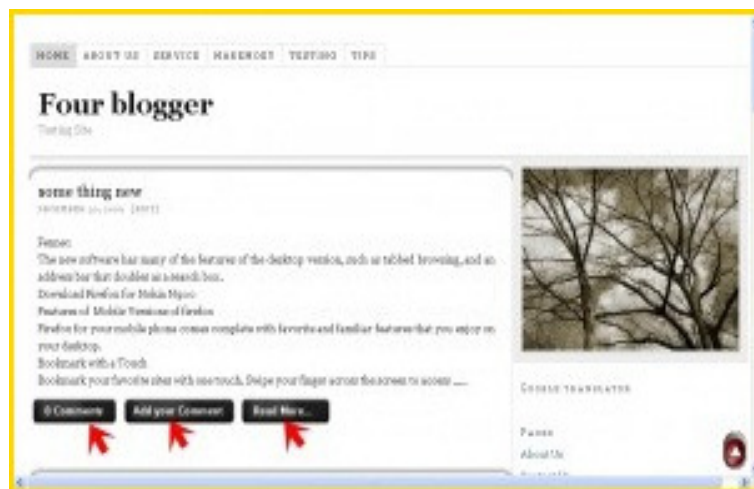 HOME ABOUT US SERVICE MAKEMOST TESTING TIPS
Four blogger
Testing Site
some thing new
[EDIT]
Fennec
The new software has many of the features of the desktop version, such as tabbed browsing, and an
address bar that doubles as a search box.
Download Firefox for Nokia N900
Features of Mobile Versions of firefox
Firefox for your mobile phone comes complete with favorite and familiar features that you enjoy on
your desktop.
Bookmark with a Touch
Bookmark your favorite sites with one touch. Swipe your finger across the screen to access .....
0 Comments Add your Comment Read More...
GOOGLE TRANSLATOR
PAGES
About Us